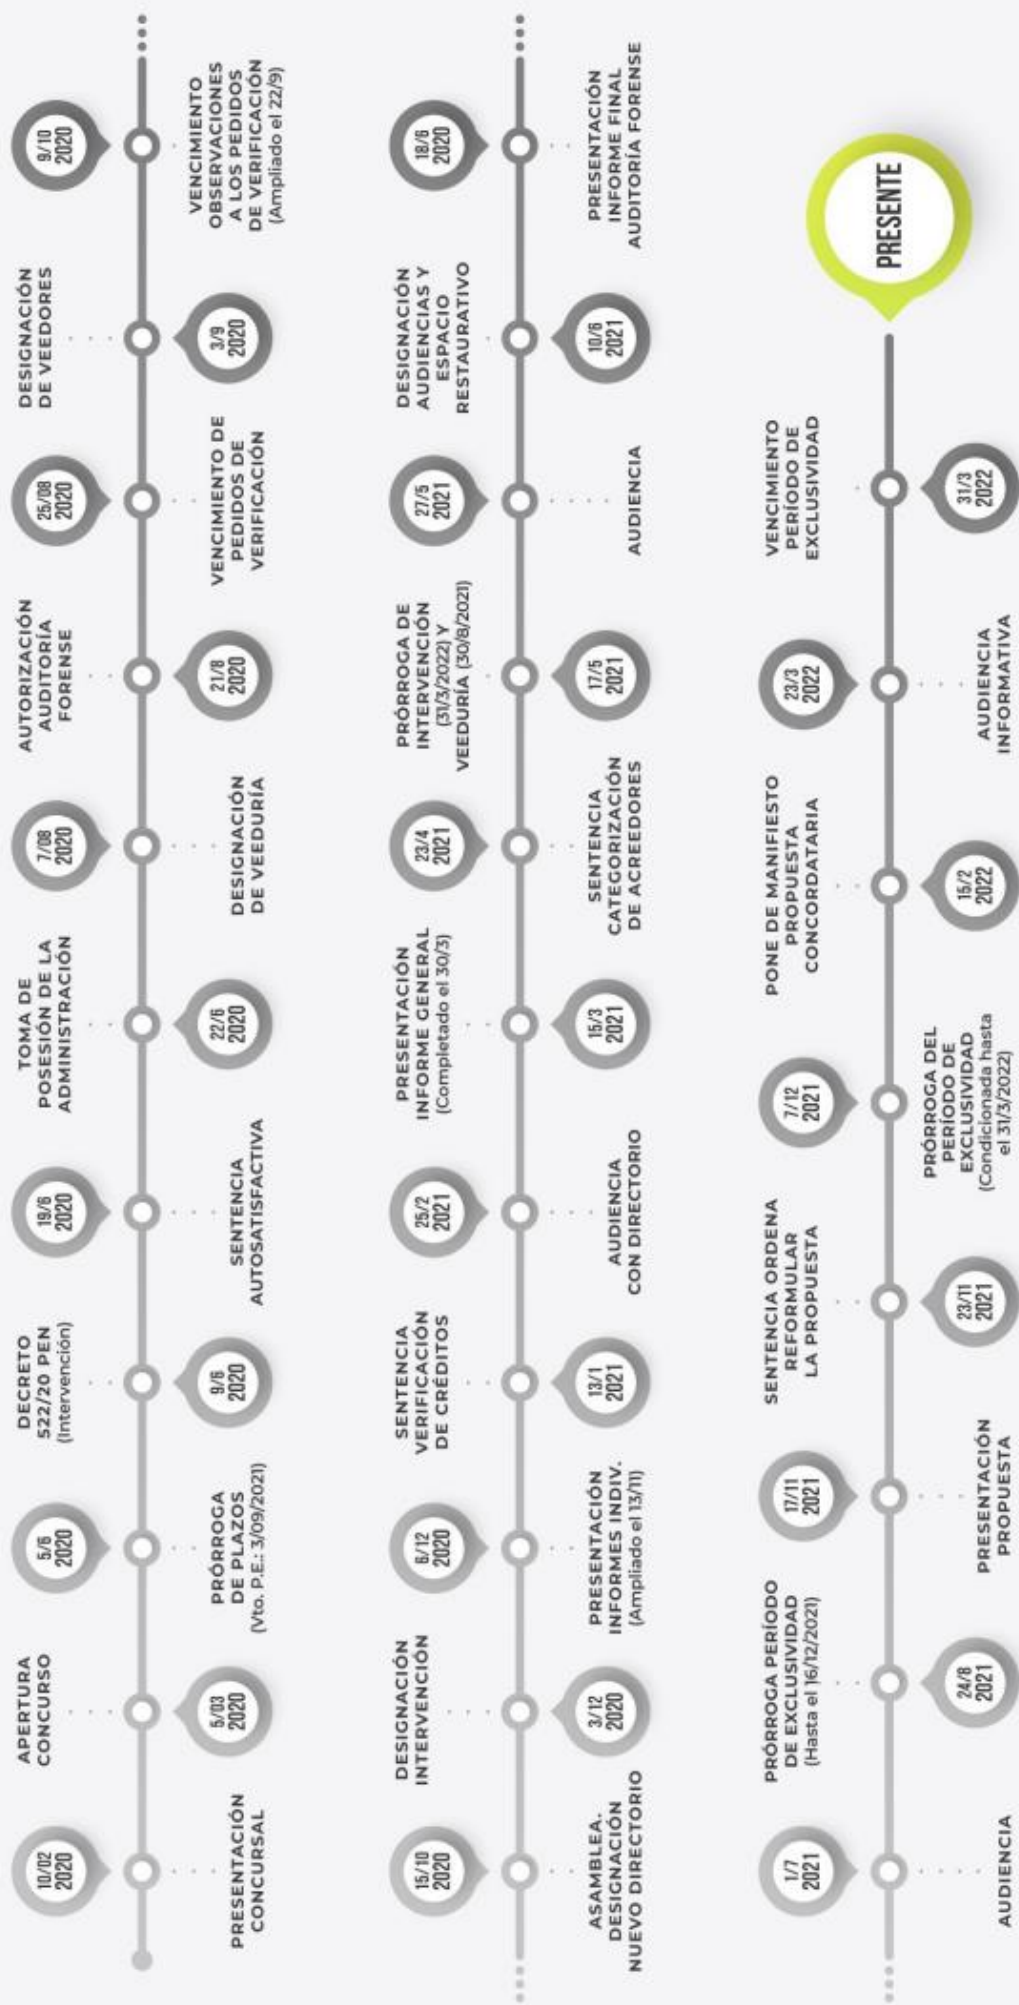 10/02
2020
PRESENTACIÓN
CONCURSAL
APERTURA
CONCURSO
5/03
2020
5/6
2020
PRÓRROGA
DE PLAZOS
(Vto. P.E.: 3/09/2021)
DECRETO
522/20 PEN
(Intervención)
9/6
2020
19/6
2020
SENTENCIA
AUTOSATISFACTIVA
TOMA DE
POSESIÓN DE LA
ADMINISTRACIÓN
22/6
2020
7/08
2020
DESIGNACIÓN
DE VEEDURÍA
AUTORIZACIÓN
AUDITORÍA
FORENSE
21/8
2020
25/08
2020
VENCIMIENTO DE
PEDIDOS DE
VERIFICACIÓN
DESIGNACIÓN
DE VEEDORES
3/9
2020
9/10
2020
VENCIMIENTO
OBSERVACIONES
A LOS PEDIDOS
DE VERIFICACIÓN
(Ampliado el 22/9)
15/10
2020
ASAMBLEA.
DESIGNACIÓN
NUEVO DIRECTORIO
DESIGNACIÓN
INTERVENCIÓN
3/12
2020
6/12
2020
PRESENTACIÓN
INFORMES INDIV.
(Ampliado el 13/11)
SENTENCIA
VERIFICACIÓN
DE CRÉDITOS
13/1
2021
25/2
2021
AUDIENCIA
CON DIRECTORIO
PRESENTACIÓN
INFORME GENERAL
(Completado el 30/3)
15/3
2021
23/4
2021
SENTENCIA
CATEGORIZACIÓN
DE ACREEDORES
PRÓRROGA DE
INTERVENCIÓN
(31/3/2022) Y
VEEDURÍA (30/8/2021)
17/5
2021
27/5
2021
AUDIENCIA
DESIGNACIÓN
AUDIENCIAS Y
ESPACIO
RESTAURATIVO
10/6
2021
18/6
2020
PRESENTACIÓN
INFORME FINAL
AUDITORÍA FORENSE
1/7
2021
AUDIENCIA
PRÓRROGA PERÍODO
DE EXCLUSIVIDAD
(Hasta el 16/12/2021)
24/8
2021
17/11
2021
PRESENTACIÓN
PROPUESTA
SENTENCIA ORDENA
REFORMULAR
LA PROPUESTA
23/11
2021
7/12
2021
PRÓRROGA DEL
PERÍODO DE
EXCLUSIVIDAD
(Condicionada hasta
el 31/3/2022)
PONE DE MANIFIESTO
PROPUESTA
CONCORDATARIA
15/2
2022
23/3
2022
AUDIENCIA
INFORMATIVA
VENCIMIENTO
PERÍODO DE
EXCLUSIVIDAD
31/3
2022
PRESENTE